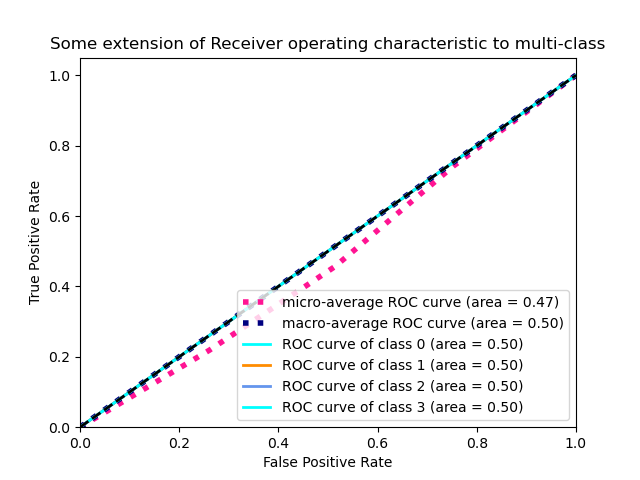 Some extension of Receiver operating characteristic to multi-class
1.0
0.8
0.6
0.4
0.2
0.0
True Positive Rate
micro-average ROC curve (area = 0.47)
macro-average ROC curve (area = 0.50)
ROC curve of class 0 (area = 0.50)
ROC curve of class 1 (area = 0.50)
ROC curve of class 2 (area = 0.50)
ROC curve of class 3 (area = 0.50)
0.0 0.2 0.4 0.6 0.8 1.0
False Positive Rate